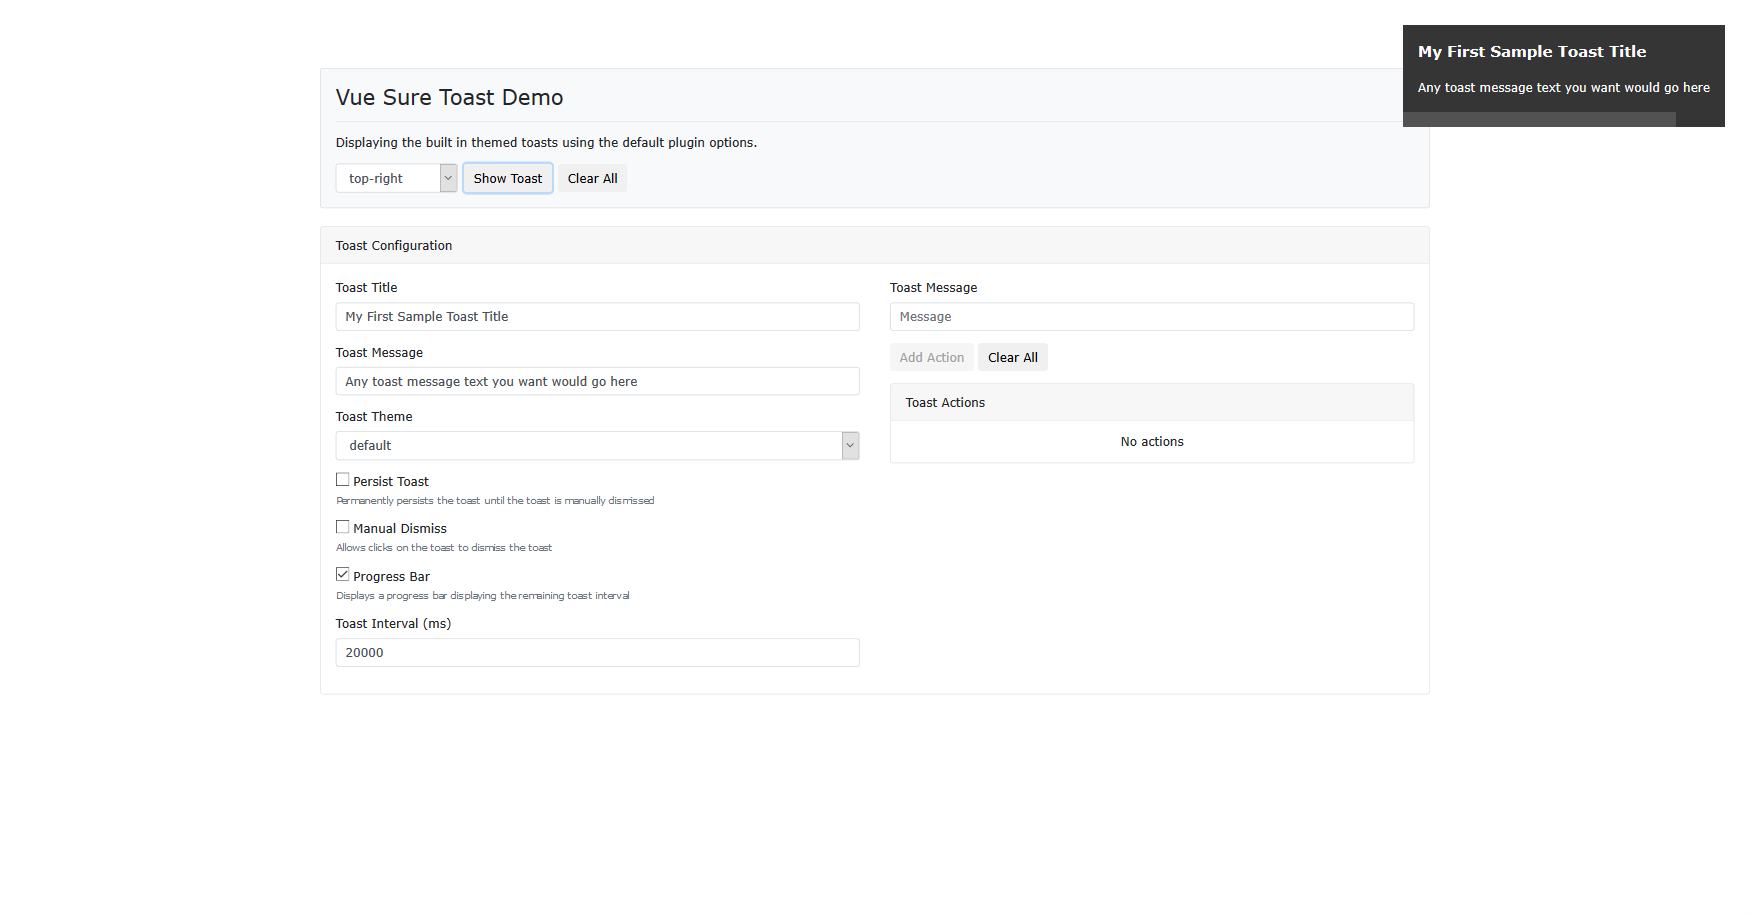 My First Sample Toast Title
Any toast message text you want would go here
Vue Sure Toast Demo
Displaying the built in themed toasts using the default plugin options.
top-right Show Toast Clear All
Toast Configuration
Toast Title
My First Sample Toast Title
Toast Message
Any toast message text you want would go here
Toast Theme
default
Persist Toast
Permanently persists the toast until the toast is manually dismissed
Manual Dismiss
Allows clicks on the toast to dismiss the toast
Progress Bar
Displays a progress bar displaying the remaining toast interval
Toast Interval (ms)
20000
Toast Message
Message
Add Action Clear All
Toast Actions
No actions